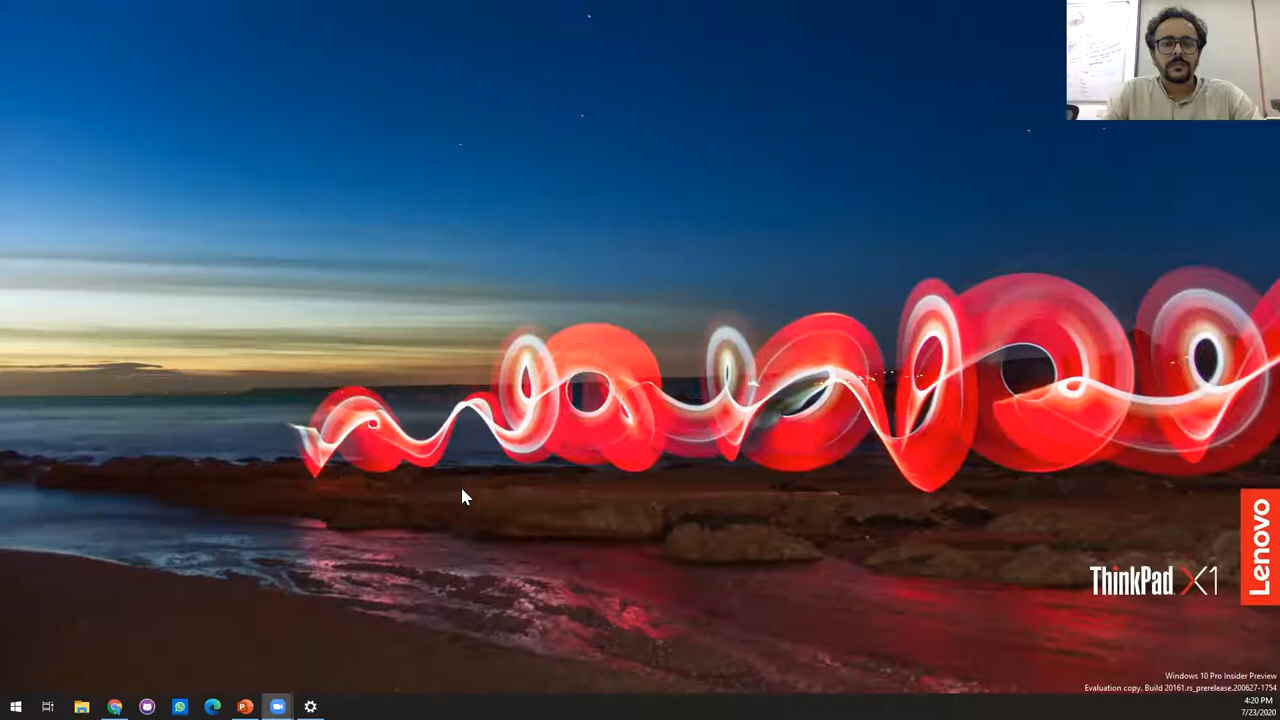 ThinkPad X1
Lenovo
Windows 10 Pro Insider Preview
Evaluation copy. Build 20161.rs_prerelease.200627-1754
4:20 PM
7/23/2020